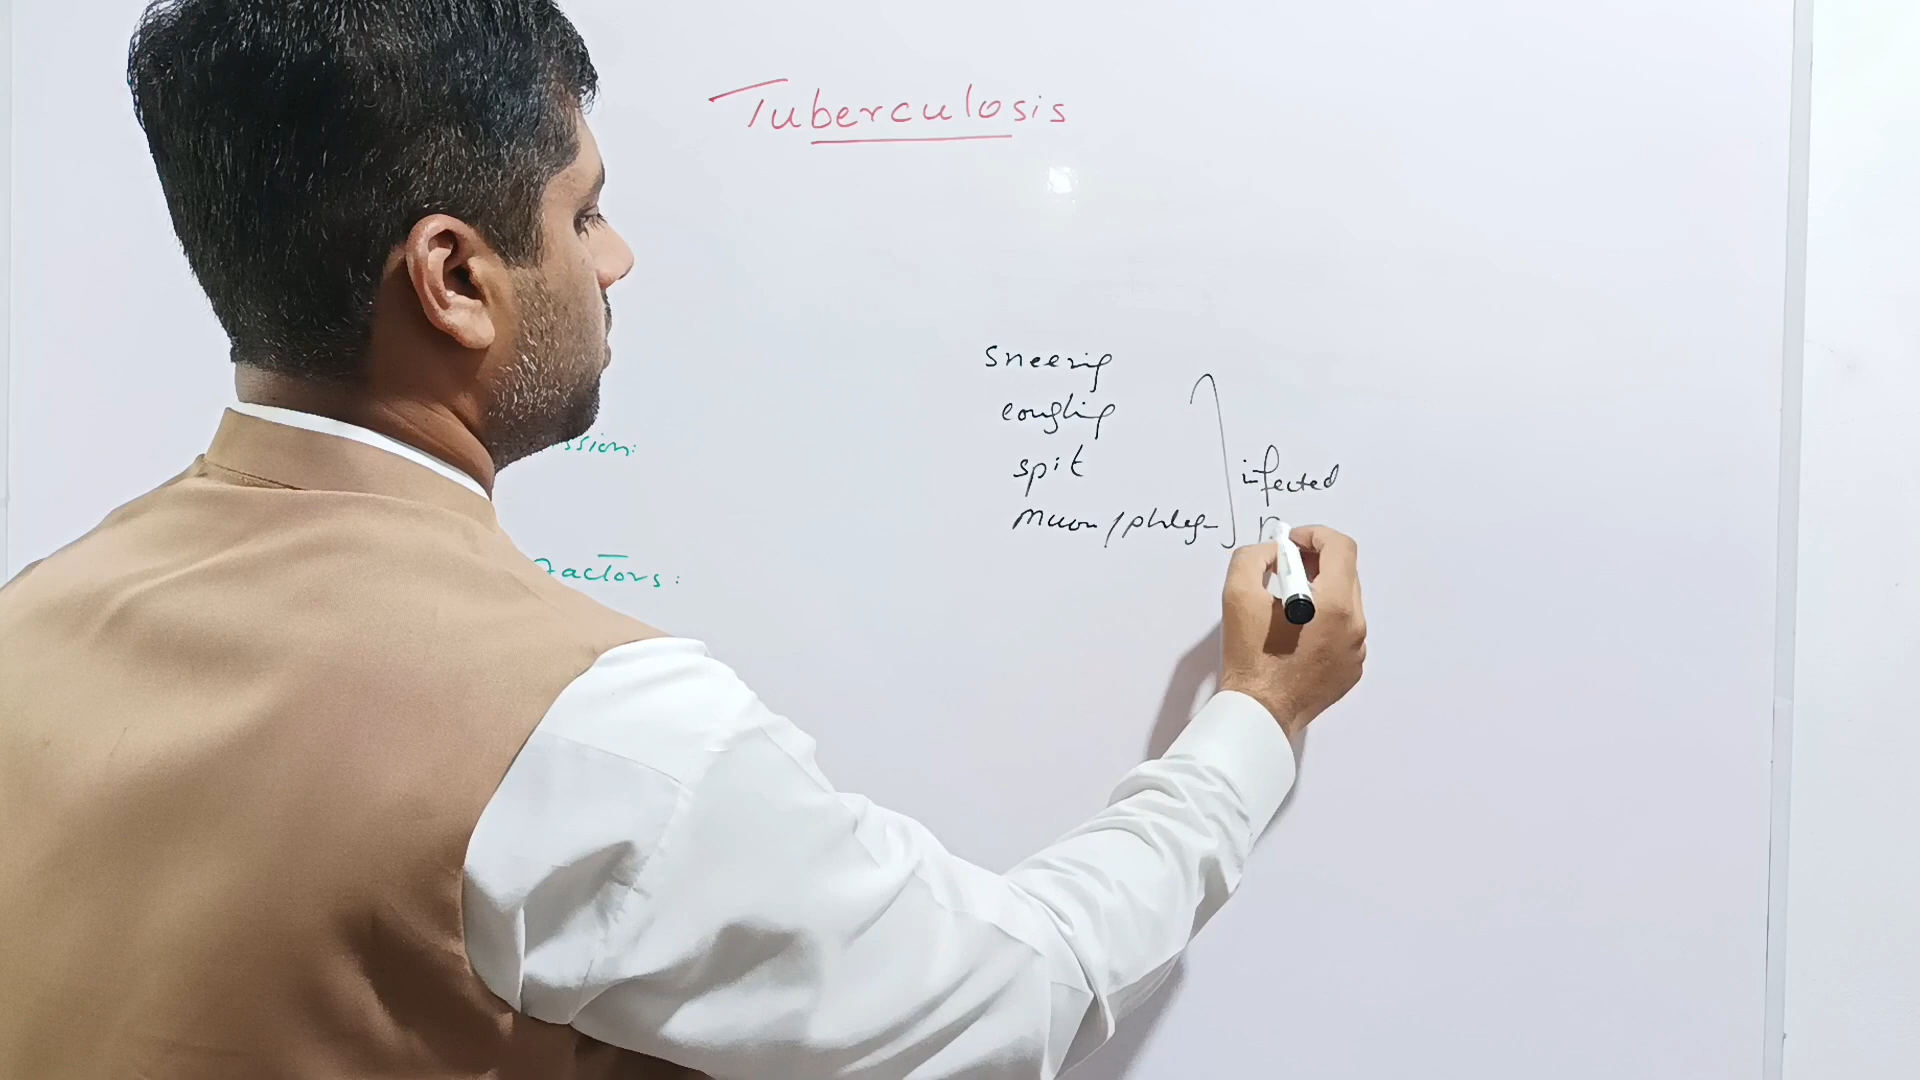 Tuberculosis
sneezing
coughing
spit
mucus / phlegm
infected
ssion:
Factors: